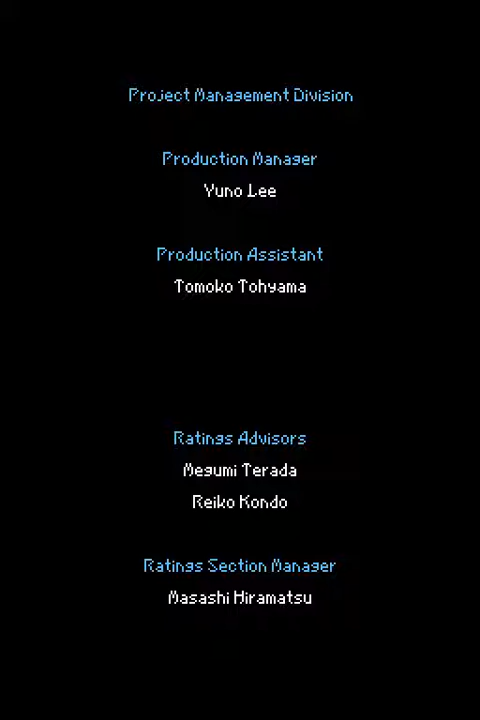 Project Management Division
Production Manager
Yuno Lee
Production Assistant
Tomoko Tohyama
Ratings Advisors
Megumi Terada
Reiko Kondo
Ratings Section Manager
Masashi Hiramatsu